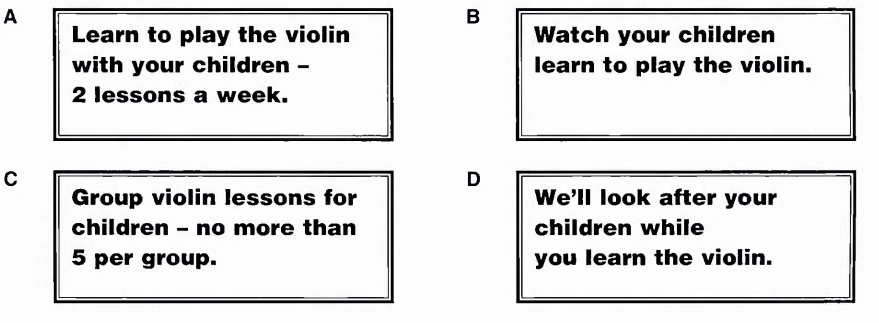 A
Learn to play the violin
with your children –
2 lessons a week.
B
Watch your children
learn to play the violin.
C
Group violin lessons for
children – no more than
5 per group.
D
We'll look after your
children while
you learn the violin.